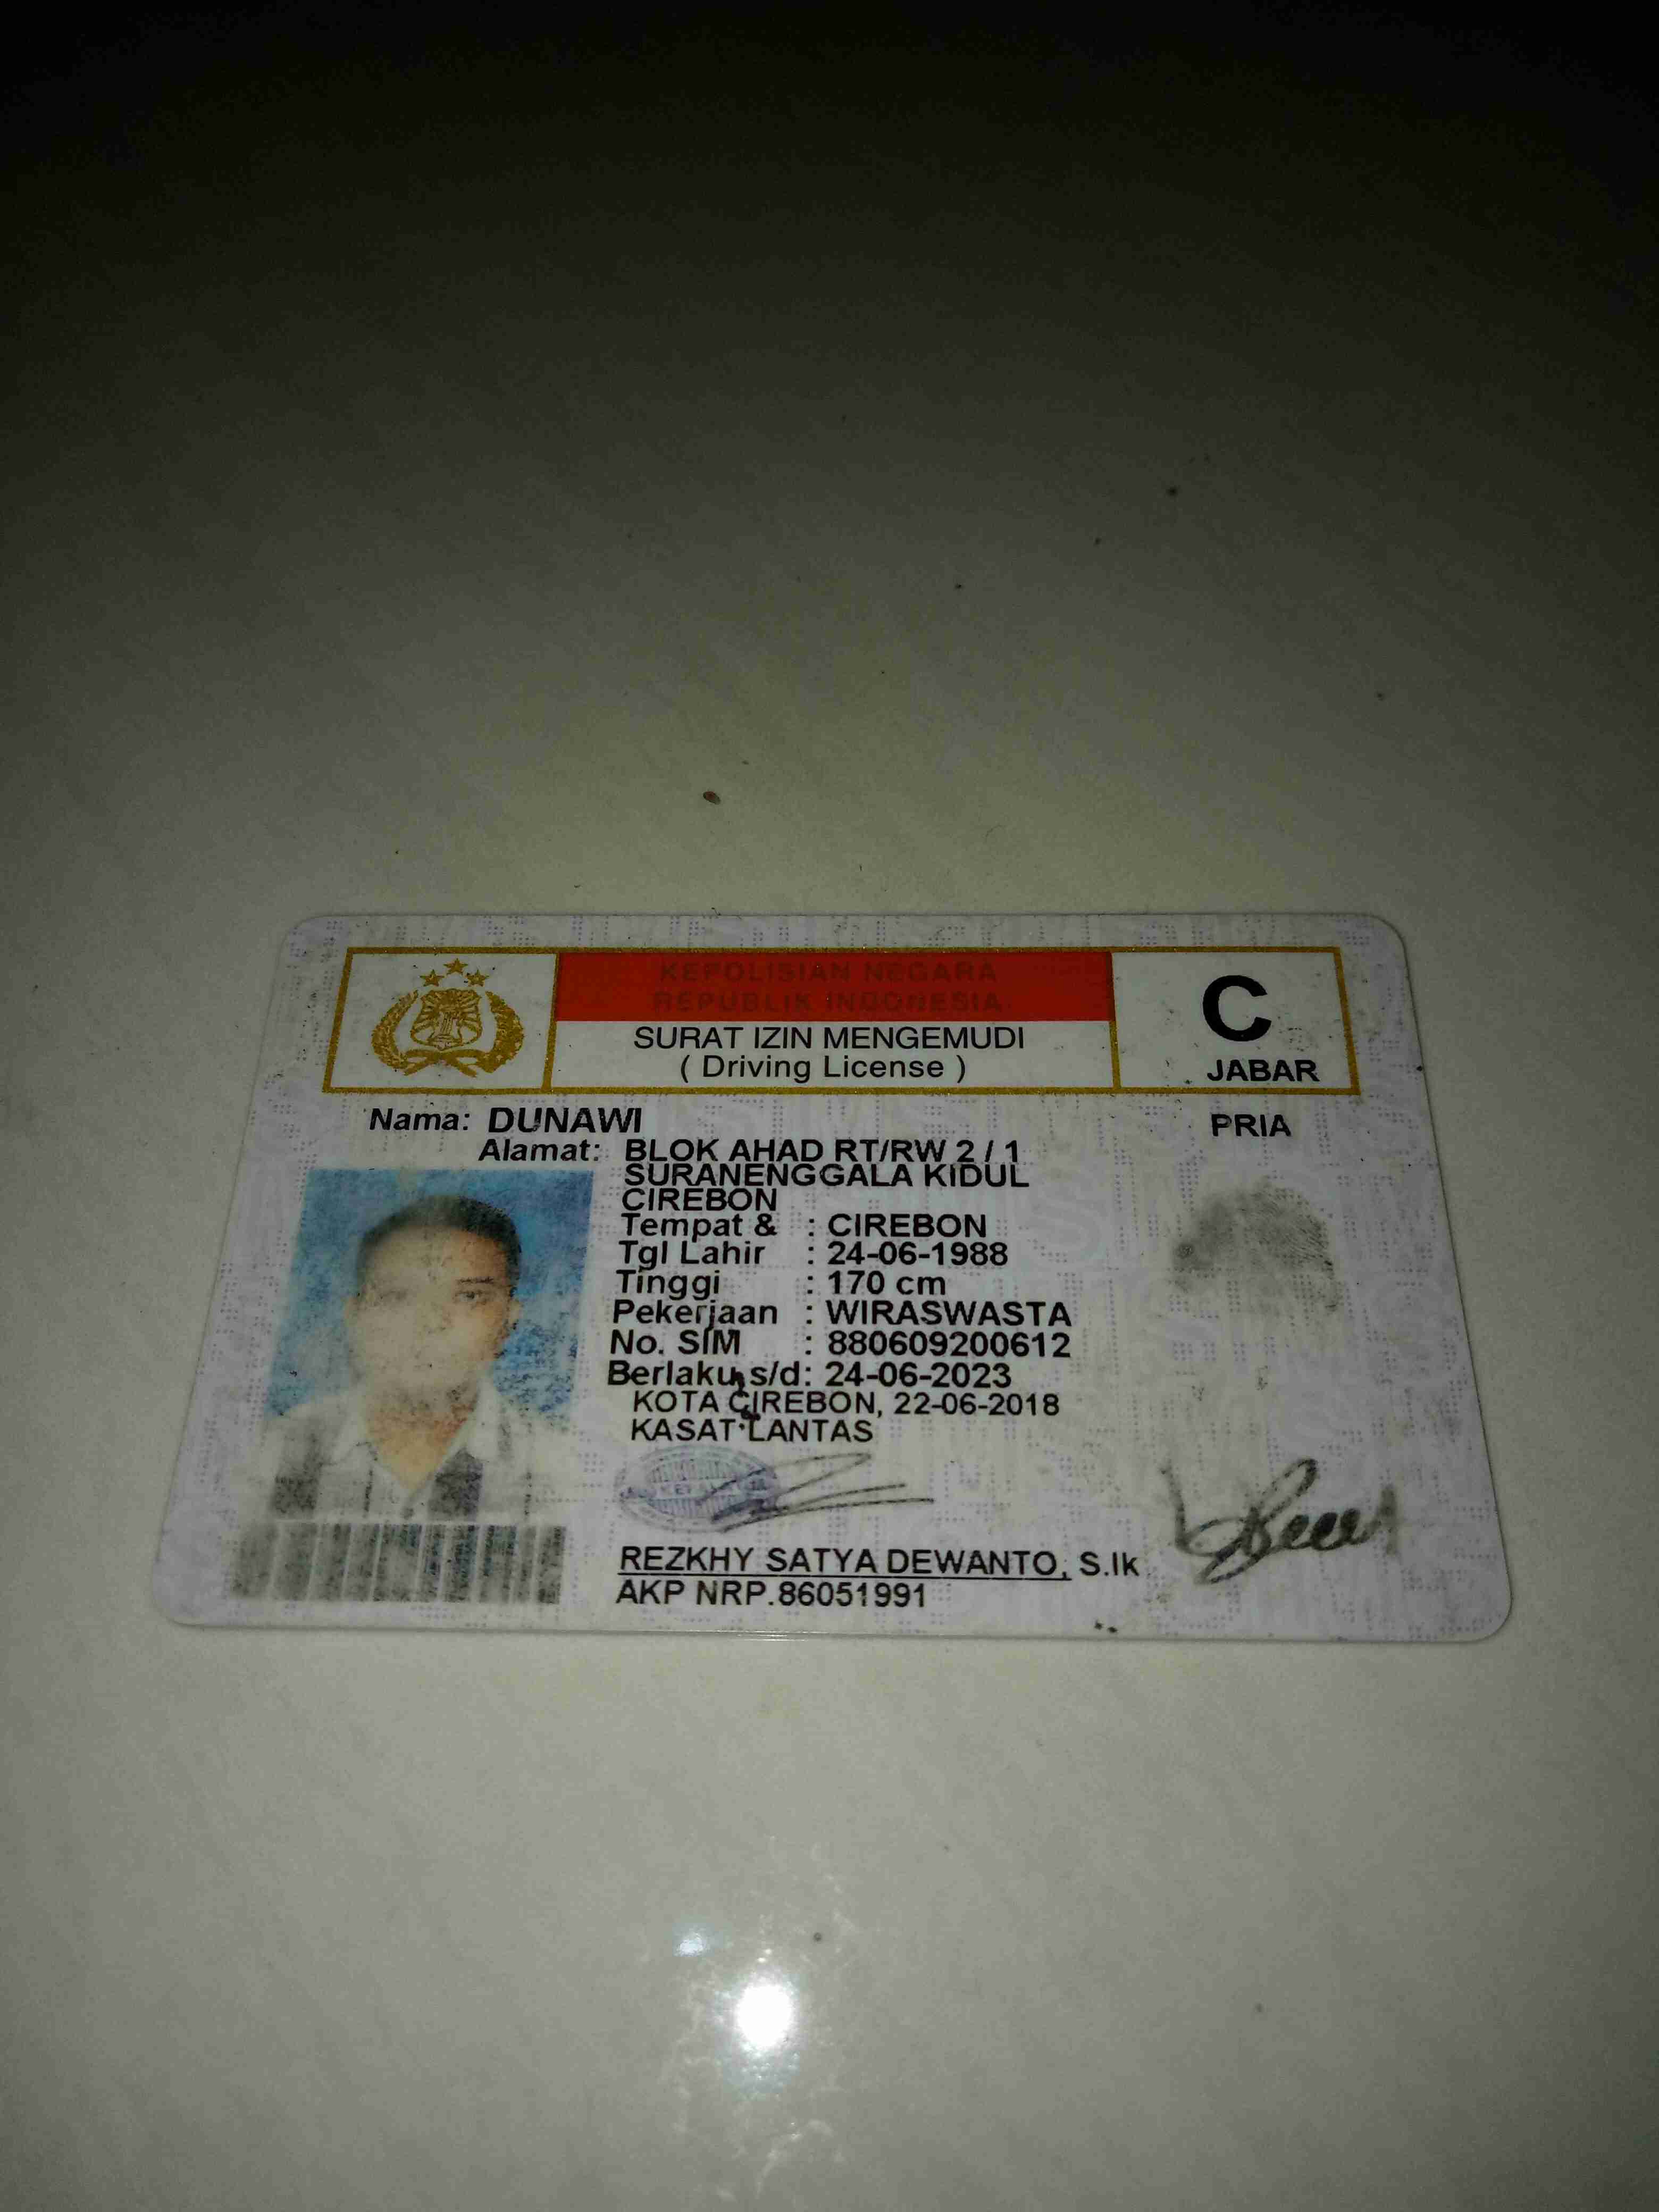 KEPOLISIAN NEGARA
REPUBLIK INDONESIA
SURAT IZIN MENGEMUDI
( Driving License )
C
JABAR
Nama: DUNAWI
PRIA
Alamat: BLOK AHAD RT/RW 2 / 1
SURANENGGALA KIDUL
CIREBON
Tempat & : CIREBON
Tgl Lahir : 24-06-1988
Tinggi : 170 cm
Pekerjaan : WIRASWASTA
No. SIM : 880609200612
Berlaku s/d: 24-06-2023
KOTA CIREBON, 22-06-2018
KASAT LANTAS
REZKHY SATYA DEWANTO, S.Ik
AKP NRP.86051991